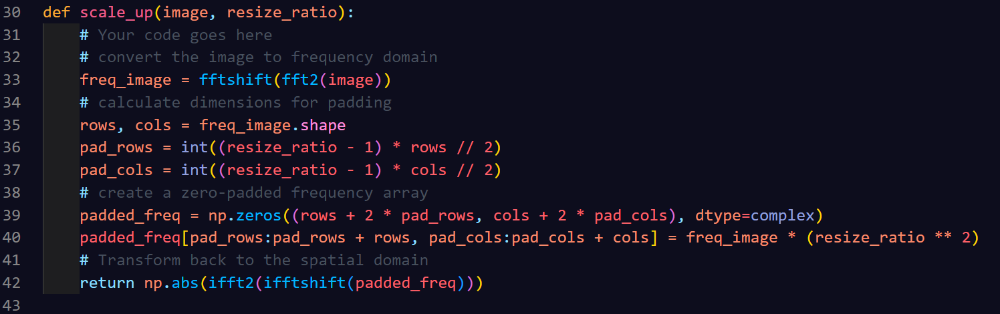 30 def scale_up(image, resize_ratio):
31     # Your code goes here
32     # convert the image to frequency domain
33     freq_image = fftshift(fft2(image))
34     # calculate dimensions for padding
35     rows, cols = freq_image.shape
36     pad_rows = int((resize_ratio - 1) * rows // 2)
37     pad_cols = int((resize_ratio - 1) * cols // 2)
38     # create a zero-padded frequency array
39     padded_freq = np.zeros((rows + 2 * pad_rows, cols + 2 * pad_cols), dtype=complex)
40     padded_freq[pad_rows:pad_rows + rows, pad_cols:pad_cols + cols] = freq_image * (resize_ratio ** 2)
41     # Transform back to the spatial domain
42     return np.abs(ifft2(ifftshift(padded_freq)))
43